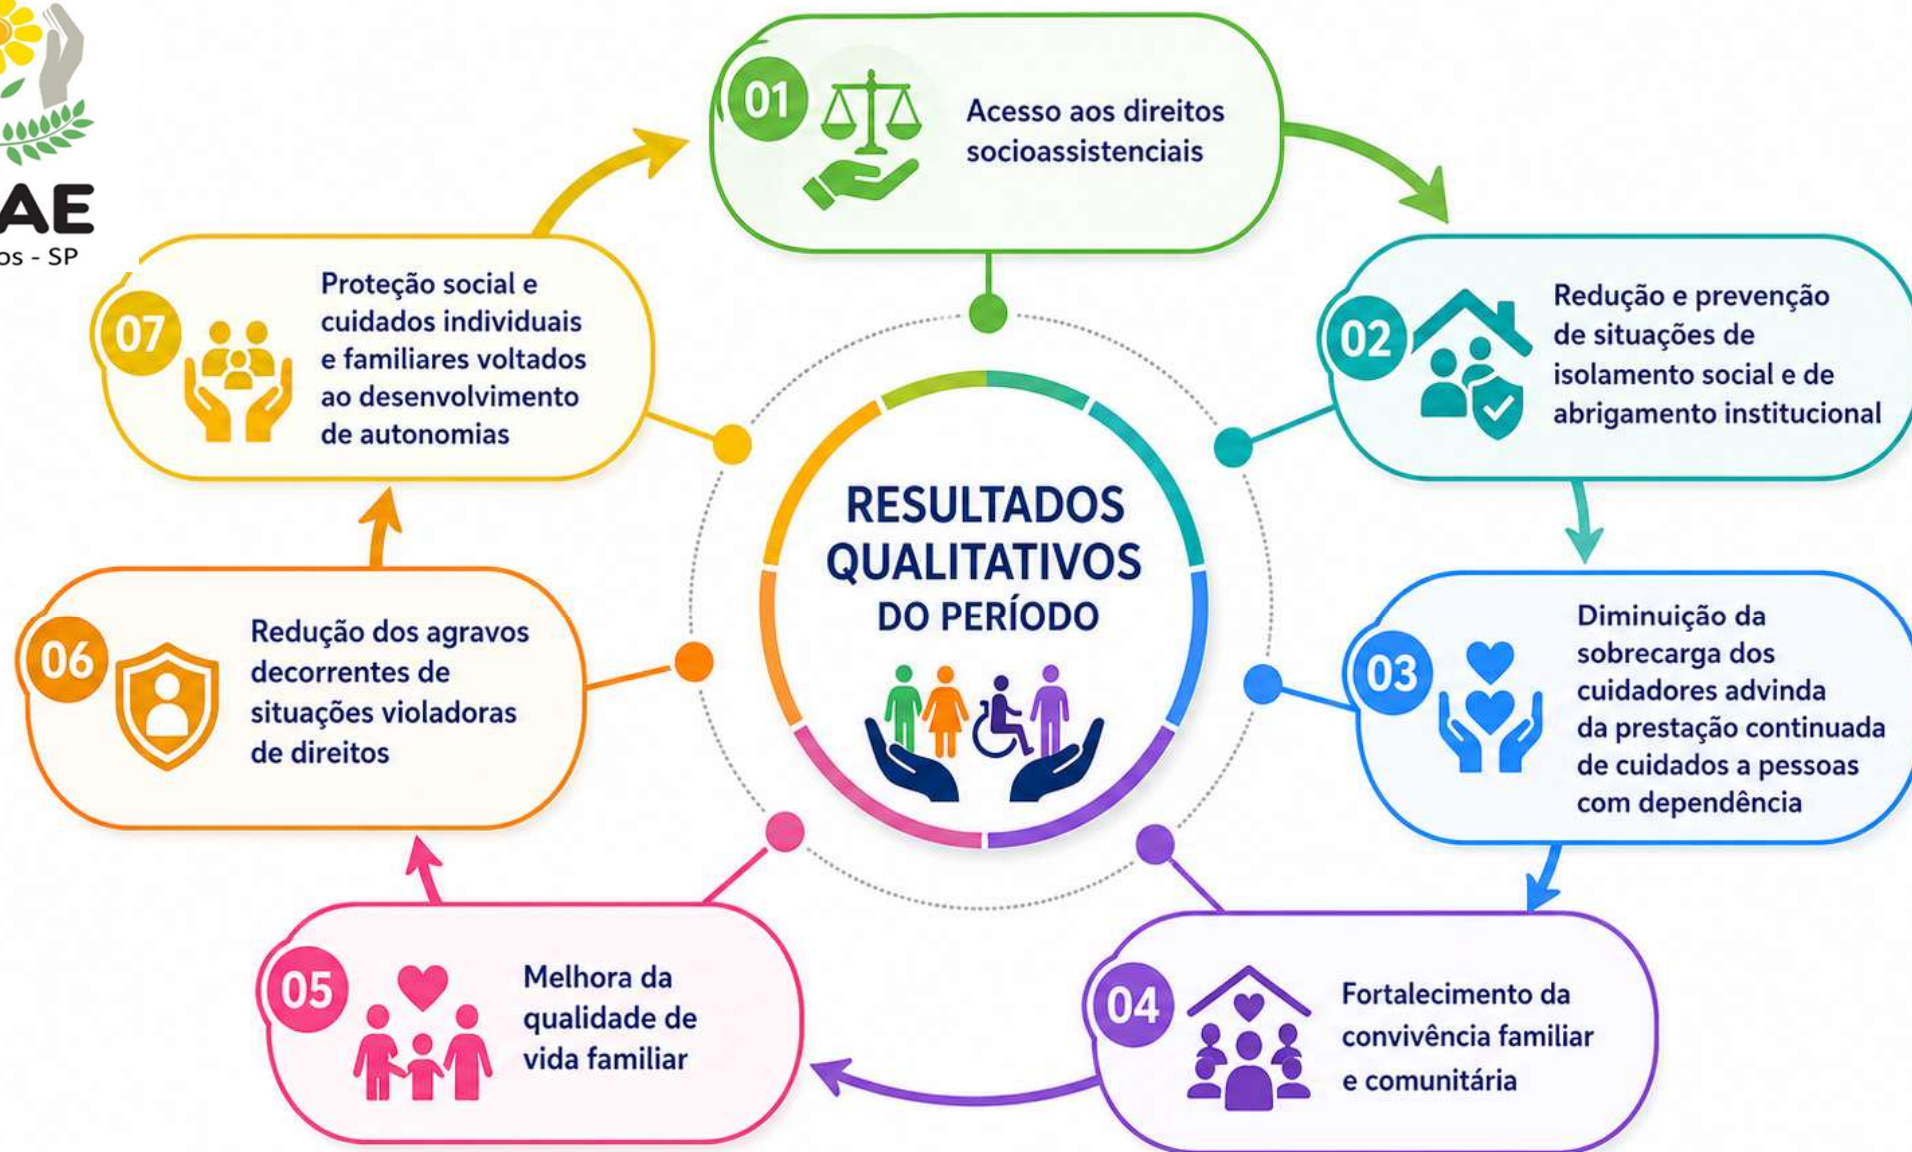 AE
os - SP
RESULTADOS
QUALITATIVOS
DO PERÍODO
01
Acesso aos direitos
socioassistenciais
02
Redução e prevenção
de situações de
isolamento social e de
abrigamento institucional
03
Diminuição da
sobrecarga dos
cuidadores advinda
da prestação continuada
de cuidados a pessoas
com dependência
04
Fortalecimento da
convivência familiar
e comunitária
05
Melhora da
qualidade de
vida familiar
06
Redução dos agravos
decorrentes de
situações violadoras
de direitos
07
Proteção social e
cuidados individuais
e familiares voltados
ao desenvolvimento
de autonomias